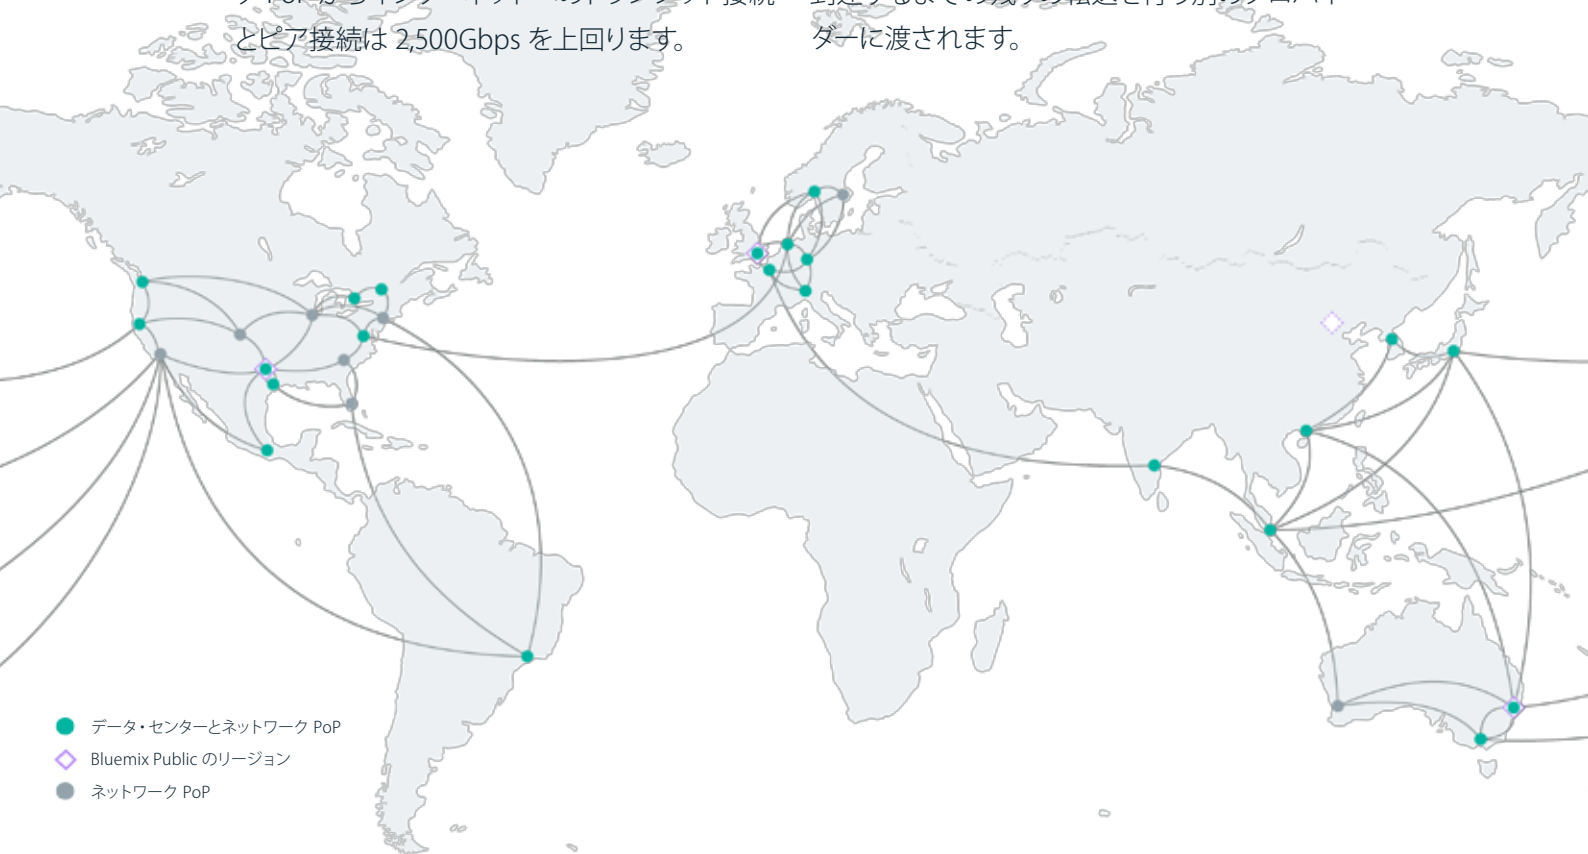 とピア接続は 2,500Gbps を上回ります。
ダーに渡されます。
データ・センターとネットワーク PoP
Bluemix Public のリージョン
ネットワーク PoP